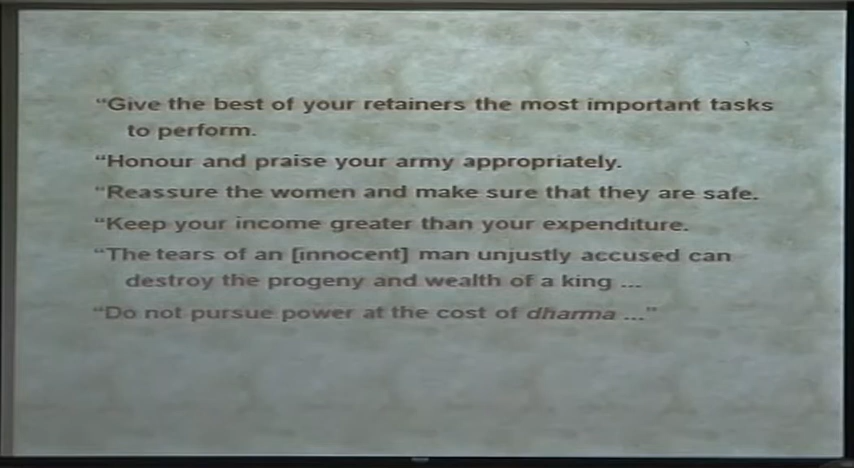 “Give the best of your retainers the most important tasks
to perform.
“Honour and praise your army appropriately.
“Reassure the women and make sure that they are safe.
“Keep your income greater than your expenditure.
“The tears of an [innocent] man unjustly accused can
destroy the progeny and wealth of a king ...
“Do not pursue power at the cost of dharma ...”